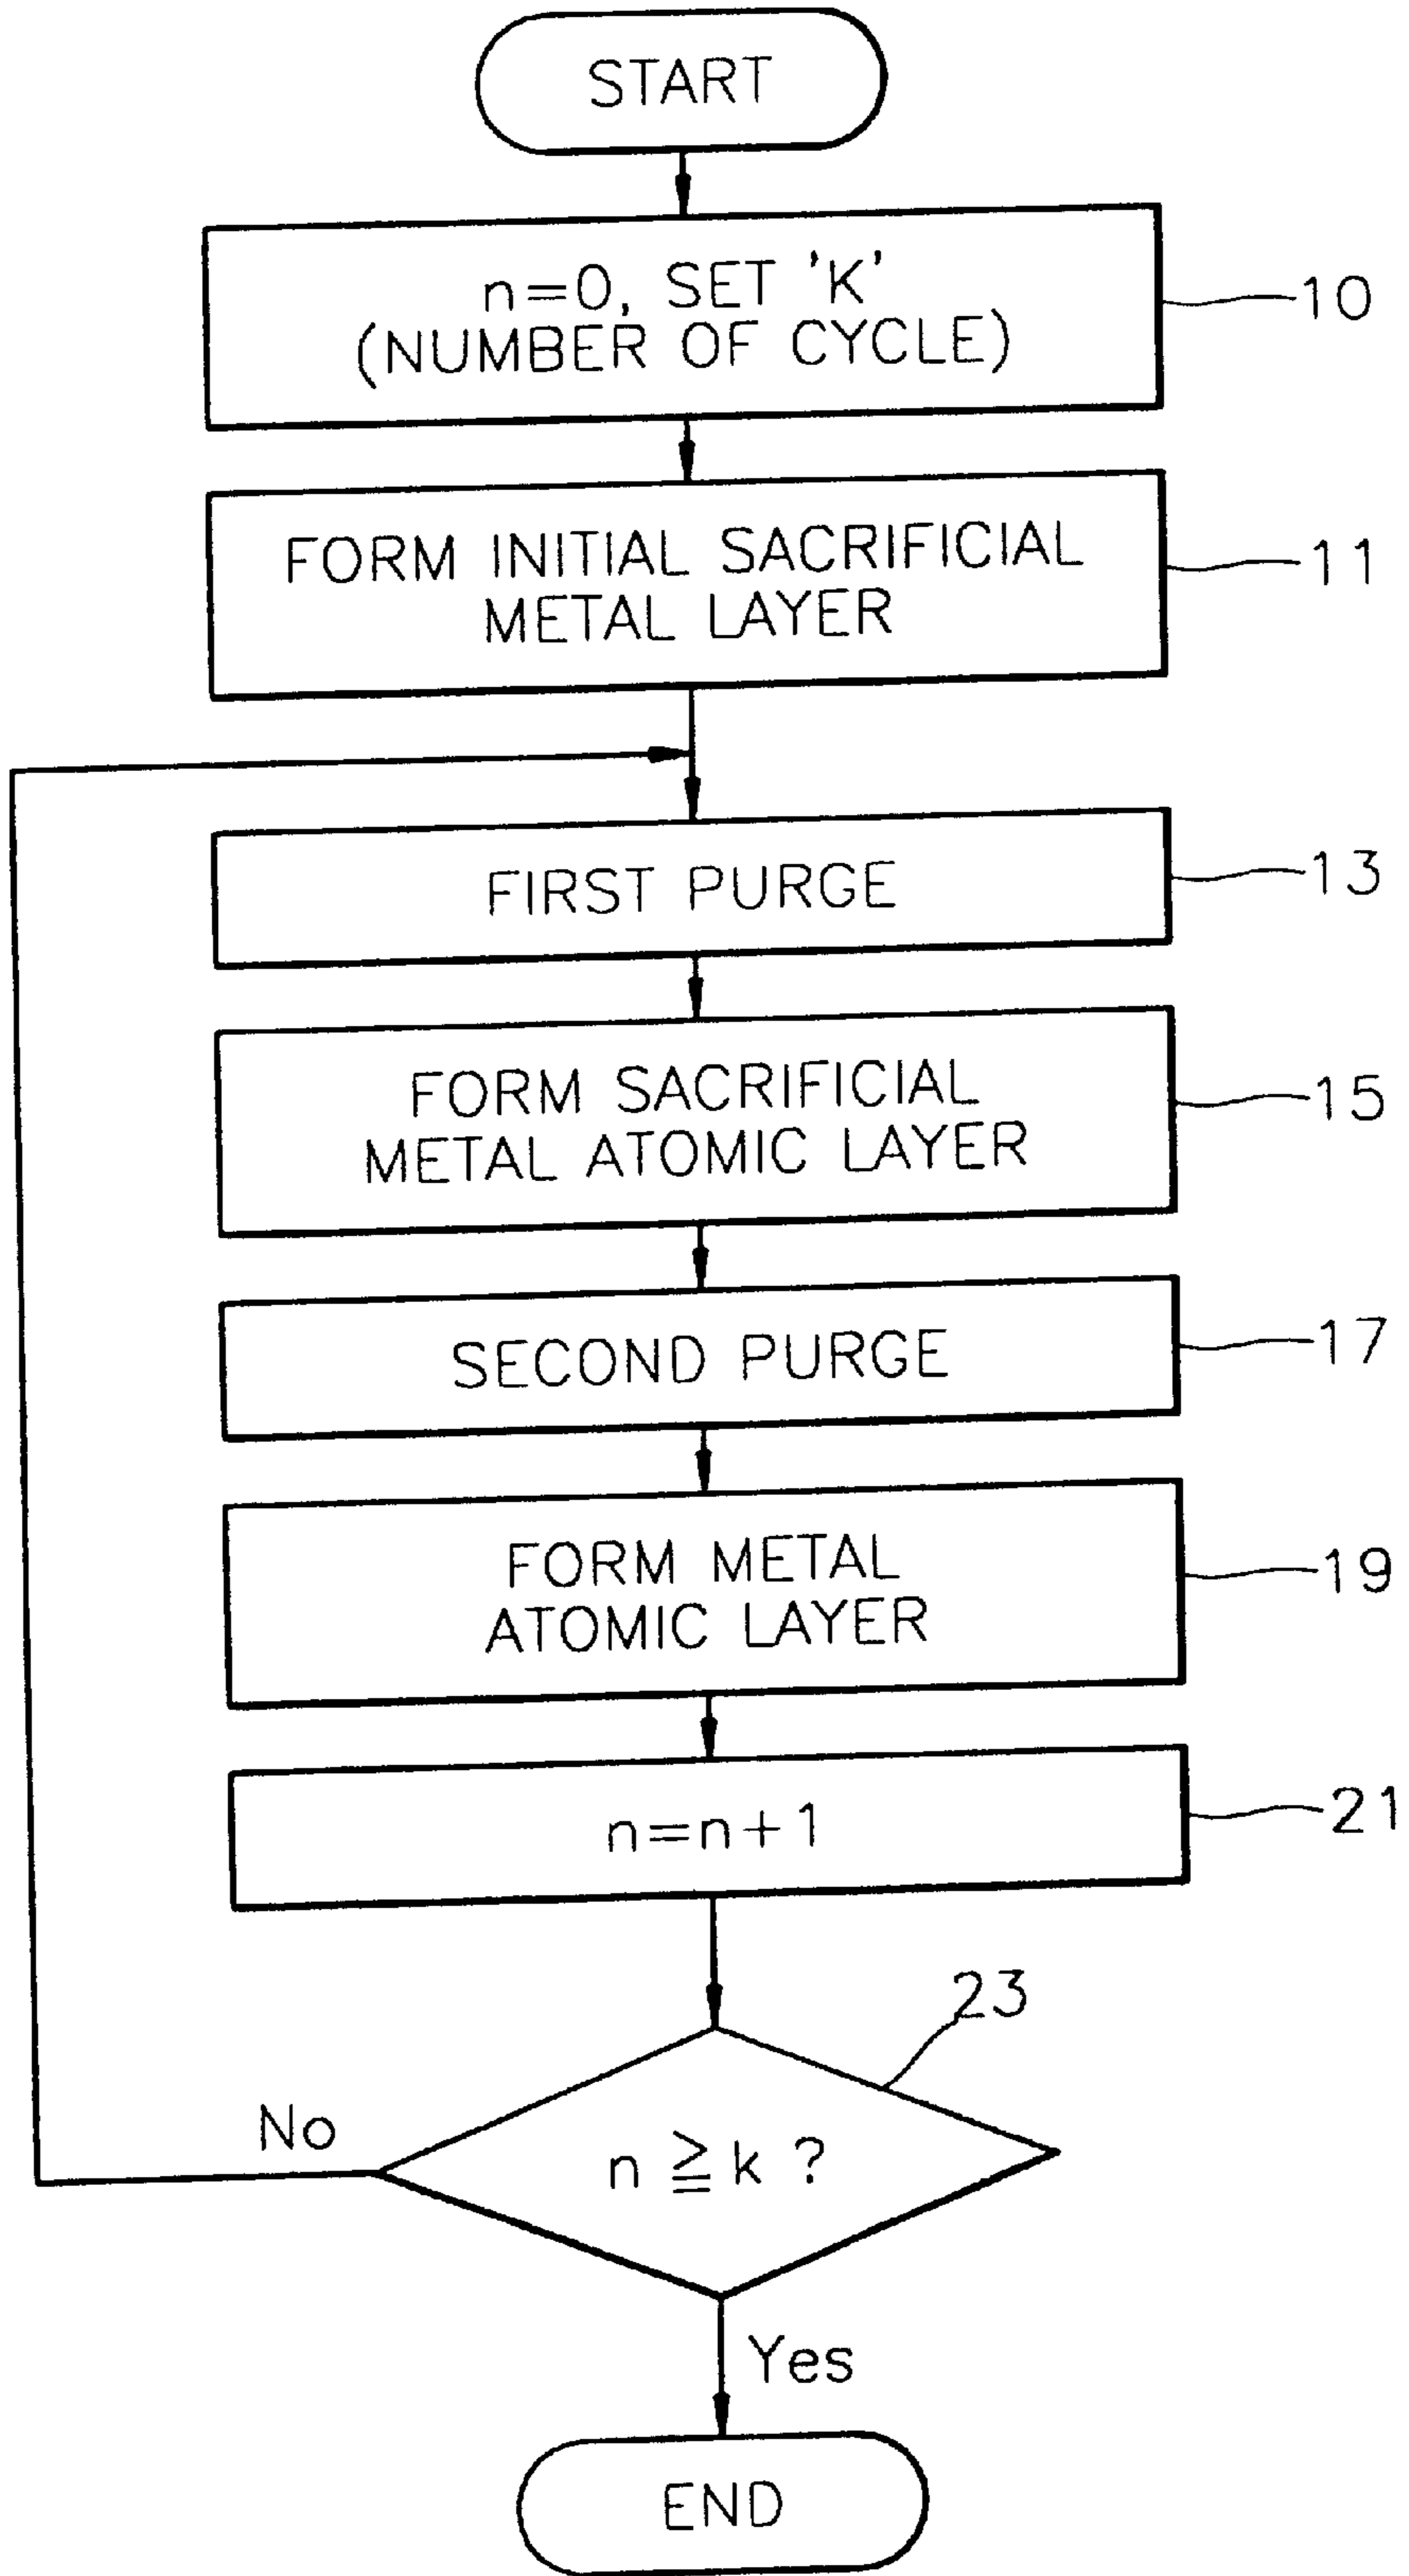 START
n=0, SET 'K'
(NUMBER OF CYCLE)
10
FORM INITIAL SACRIFICIAL
METAL LAYER
11
FIRST PURGE
13
FORM SACRIFICIAL
METAL ATOMIC LAYER
15
SECOND PURGE
17
FORM METAL
ATOMIC LAYER
19
n=n+1
21
23
No
n ≧ k ?
Yes
END